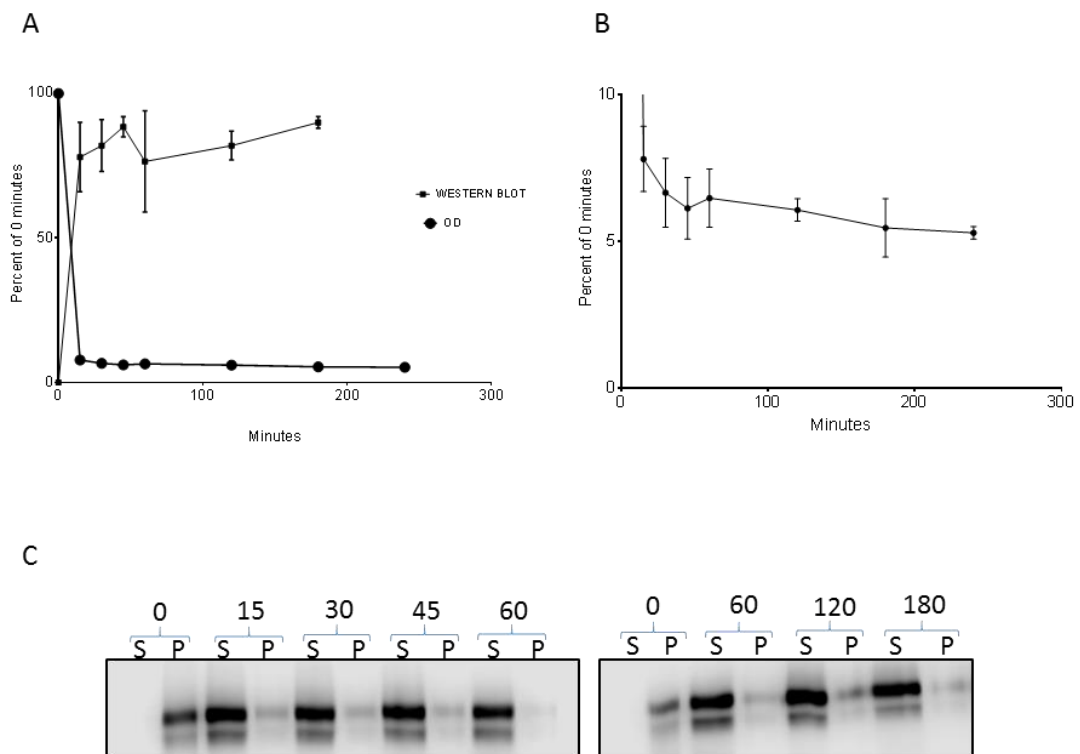 A
B
100
50
0
Percent of 0 minutes
WESTERN BLOT
OD
0
100
200
300
Minutes
10
5
0
Percent of 0 minutes
0
100
200
300
Minutes
C
0 15 30 45 60
S P S P S P S P S P
0 60 120 180
S P S P S P S P